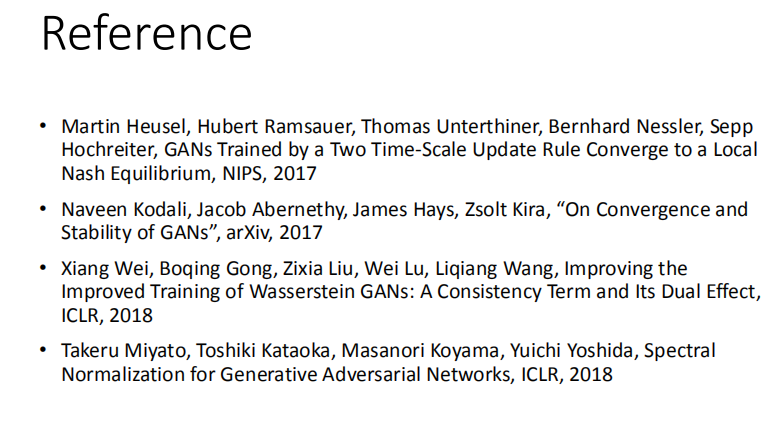 Reference
• Martin Heusel, Hubert Ramsauer, Thomas Unterthiner, Bernhard Nessler, Sepp
Hochreiter, GANs Trained by a Two Time-Scale Update Rule Converge to a Local
Nash Equilibrium, NIPS, 2017
• Naveen Kodali, Jacob Abernethy, James Hays, Zsolt Kira, “On Convergence and
Stability of GANs”, arXiv, 2017
• Xiang Wei, Boqing Gong, Zixia Liu, Wei Lu, Liqiang Wang, Improving the
Improved Training of Wasserstein GANs: A Consistency Term and Its Dual Effect,
ICLR, 2018
• Takeru Miyato, Toshiki Kataoka, Masanori Koyama, Yuichi Yoshida, Spectral
Normalization for Generative Adversarial Networks, ICLR, 2018